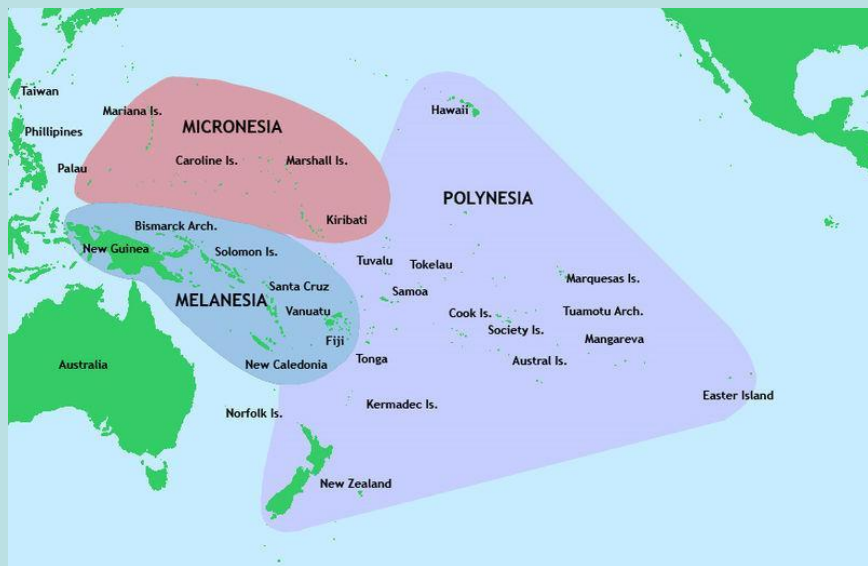 Taiwan
Mariana Is.
Hawaii
MICRONESIA
Phillipines
Palau
Caroline Is.
Marshall Is.
POLYNESIA
Kiribati
Bismarck Arch.
New Guinea
Solomon Is.
Tuvalu
Tokelau
Marquesas Is.
Santa Cruz
Samoa
MELANESIA
Vanuatu
Cook Is.
Tuamotu Arch.
Society Is.
Fiji
Mangareva
Australia
New Caledonia
Tonga
Austral Is.
Easter Island
Norfolk Is.
Kermadec Is.
New Zealand